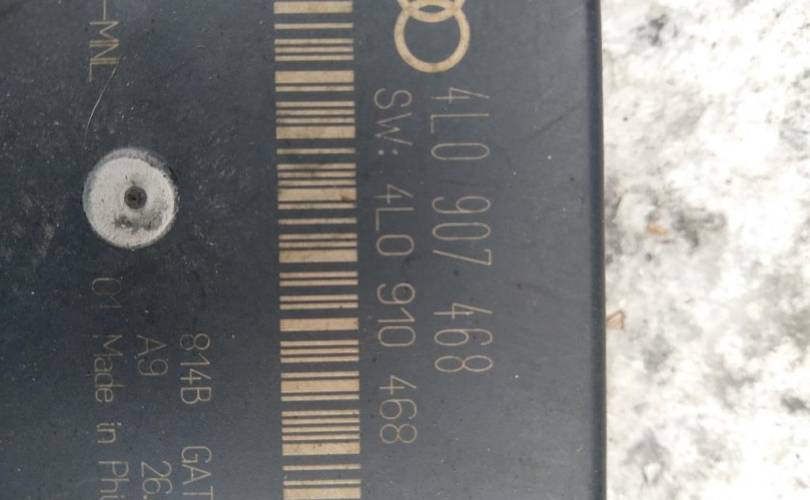 4L0 907 468
SW: 4L0 910 468
814B GAT
A9 26.
-MNL
01 Made in Phi